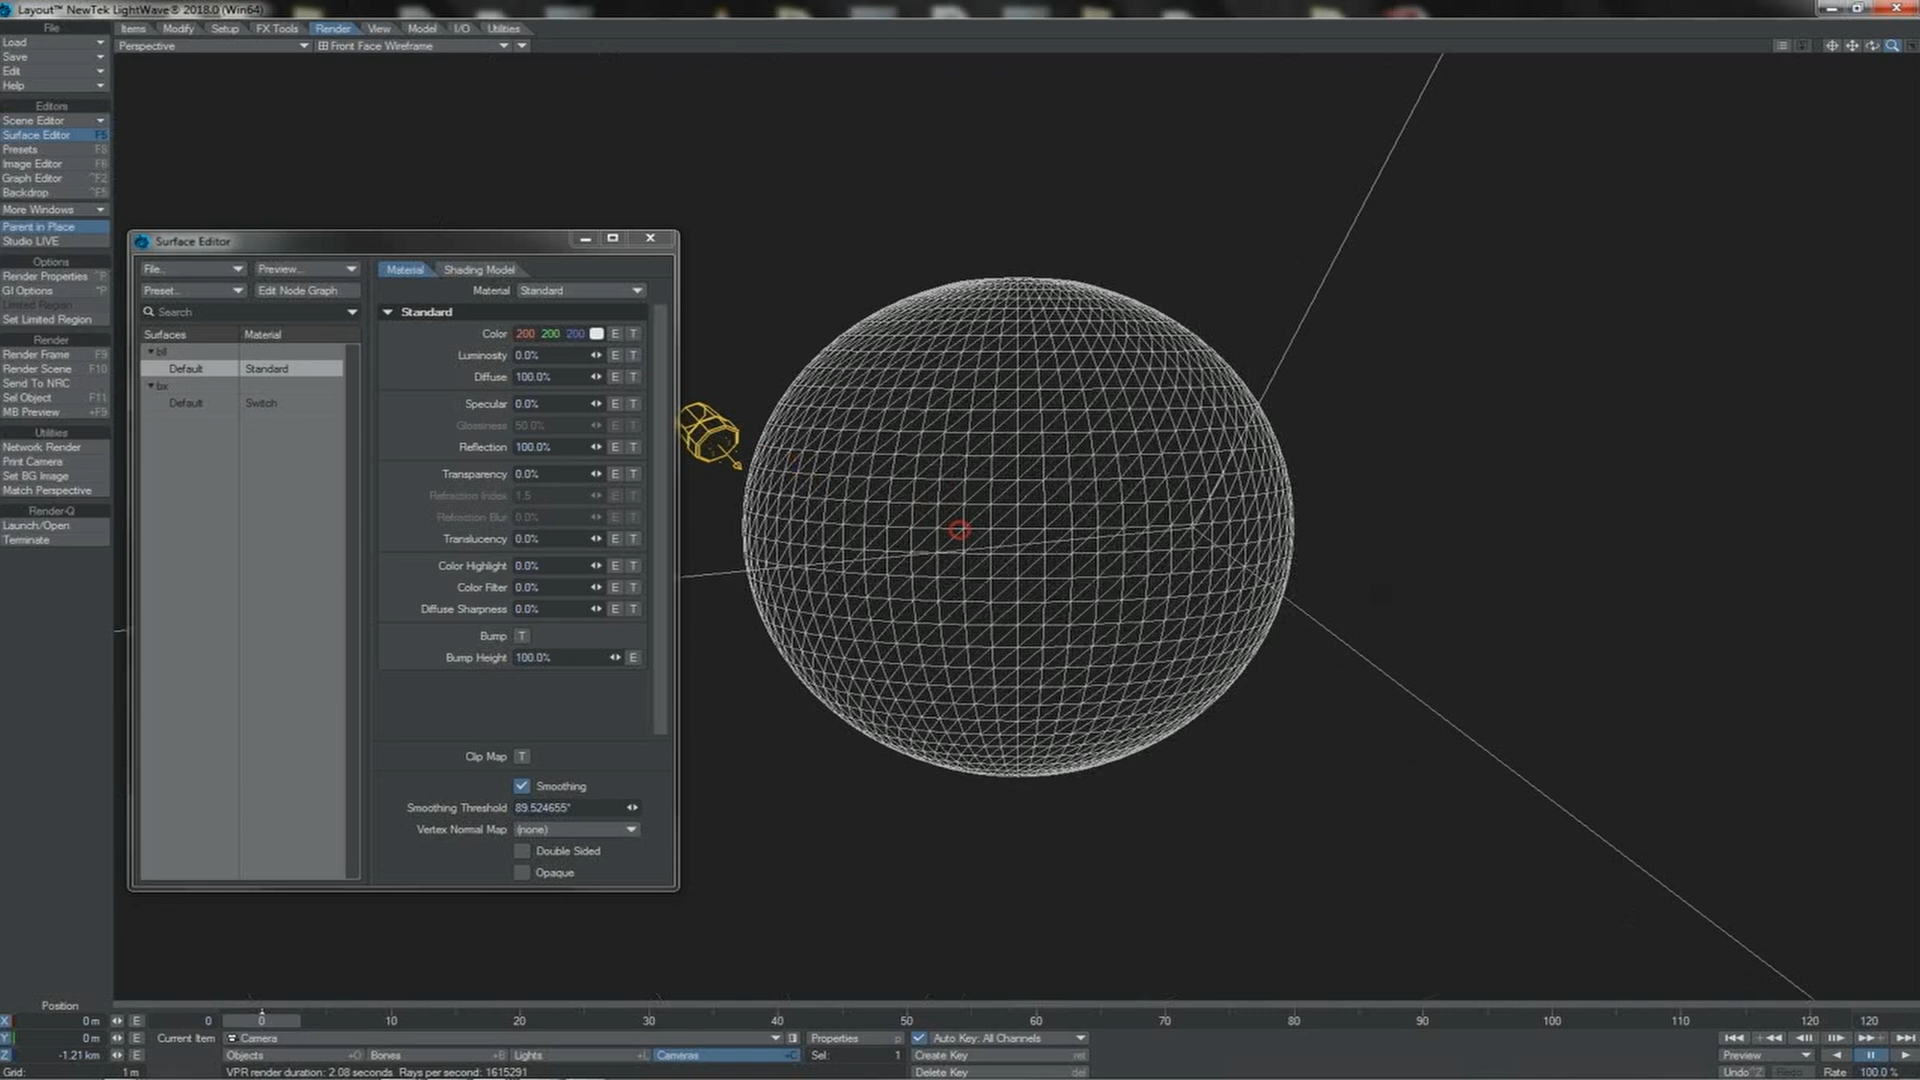 Layout™ NewTek LightWave® 2018.0 (Win64)
File Items Modify Setup FX Tools Render View Model I/O Utilities
Load
Perspective Front Face Wireframe
Save
Edit
Help
Editors
Scene Editor
Surface Editor F5
Presets F8
Image Editor F6
Graph Editor ^F2
Backdrop ^F5
More Windows
Parent in Place
Studio LIVE
Options
Render Properties ^P
GI Options
Limited Region
Set Limited Region
Render
Render Frame F9
Render Scene F10
Send To NRC
Sel Object F11
MB Preview +F9
Utilities
Network Render
Print Camera
Set BG Image
Match Perspective
Render-Q
Launch/Open
Terminate
Surface Editor
File.. Preview...
Preset.. Edit Node Graph
Search
Surfaces Material
Default Standard
bx
Default Switch
Material Shading Model
Material Standard
Standard
Color 200 200 200 E T
Luminosity 0.0% E T
Diffuse 100.0% E T
Specular 0.0% E T
Glossiness 50.0% E T
Reflection 100.0% E T
Transparency 0.0% E T
Refraction Index 1.5 E T
Refraction Blur 0.0% E T
Translucency 0.0% E T
Color Highlight 0.0% E T
Color Filter 0.0% E T
Diffuse Sharpness 0.0% E T
Bump T
Bump Height 100.0% E
Clip Map T
Smoothing
Smoothing Threshold 89.524655°
Vertex Normal Map (none)
Double Sided
Opaque
Position
X 0 m E 0 0 10 20 30 40 50 60 70 80 90 100 110 120 120
Y 0 m E Current Item Camera Properties p Auto Key: All Channels
Z -1.21 km E Objects +O Bones +B Lights +L Cameras +C Sel: 1 Create Key ret Preview
Grid: 1 m VPR render duration: 2.08 seconds Rays per second: 1615291 Delete Key del Undo ^Z Redo Rate 100.0 %